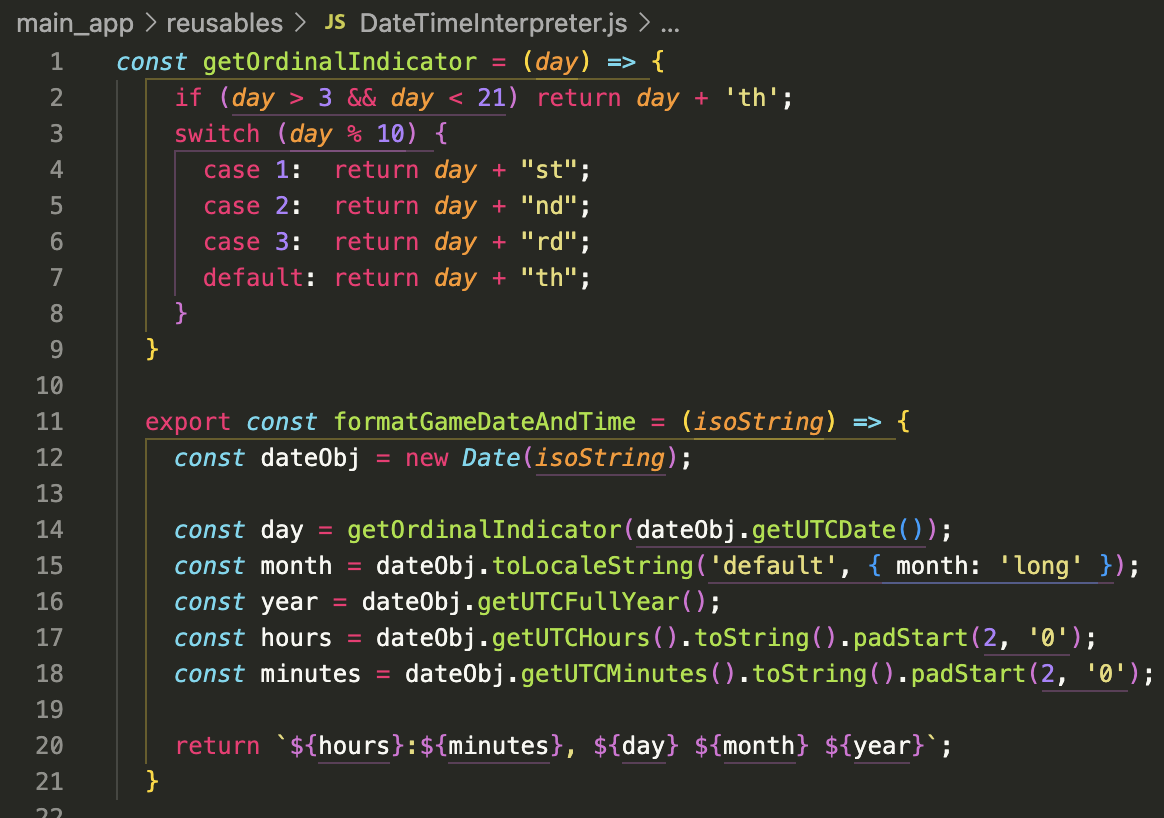 main_app > reusables > JS DateTimeInterpreter.js > ...
1 const getOrdinalIndicator = (day) => {
2 if (day > 3 && day < 21) return day + 'th';
3 switch (day % 10) {
4 case 1: return day + "st";
5 case 2: return day + "nd";
6 case 3: return day + "rd";
7 default: return day + "th";
8 }
9 }
10
11 export const formatGameDateAndTime = (isoString) => {
12 const dateObj = new Date(isoString);
13
14 const day = getOrdinalIndicator(dateObj.getUTCDate());
15 const month = dateObj.toLocaleString('default', { month: 'long' });
16 const year = dateObj.getUTCFullYear();
17 const hours = dateObj.getUTCHours().toString().padStart(2, '0');
18 const minutes = dateObj.getUTCMinutes().toString().padStart(2, '0');
19
20 return `${hours}:${minutes}, ${day} ${month} ${year}`;
21 }
22